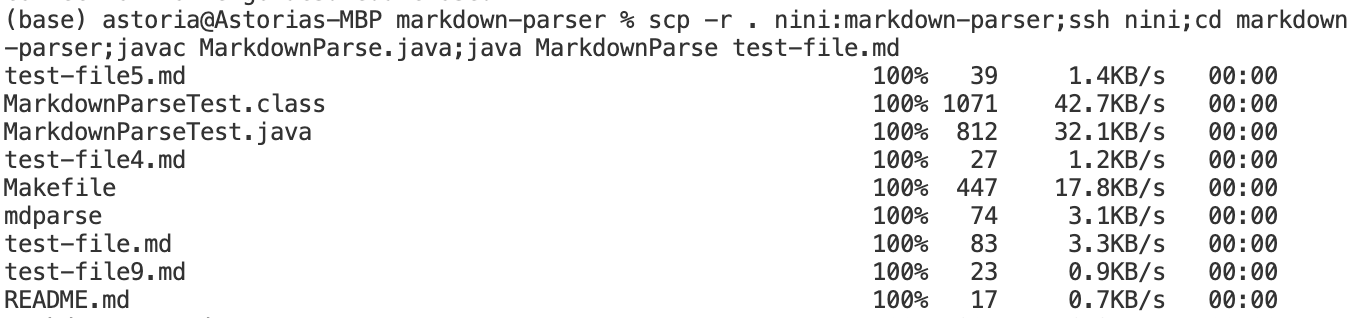 (base) astoria@Astorias-MBP markdown-parser % scp -r . nini:markdown-parser;ssh nini;cd markdown
-parser;javac MarkdownParse.java;java MarkdownParse test-file.md
test-file5.md 100% 39 1.4KB/s 00:00
MarkdownParseTest.class 100% 1071 42.7KB/s 00:00
MarkdownParseTest.java 100% 812 32.1KB/s 00:00
test-file4.md 100% 27 1.2KB/s 00:00
Makefile 100% 447 17.8KB/s 00:00
mdparse 100% 74 3.1KB/s 00:00
test-file.md 100% 83 3.3KB/s 00:00
test-file9.md 100% 23 0.9KB/s 00:00
README.md 100% 17 0.7KB/s 00:00